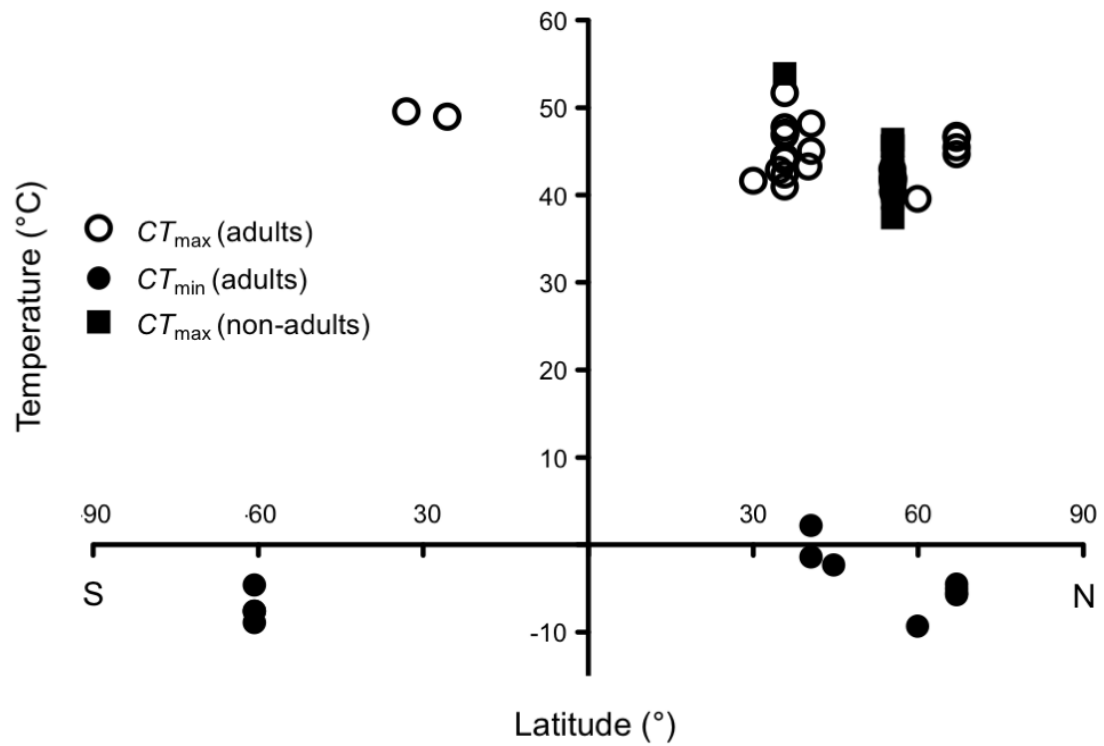 60
50
Temperature (°C)
40
CTmax (adults)
CTmin (adults)
30
CTmax (non-adults)
20
10
-90 -60 30 30 60 90
S N
-10
Latitude (°)